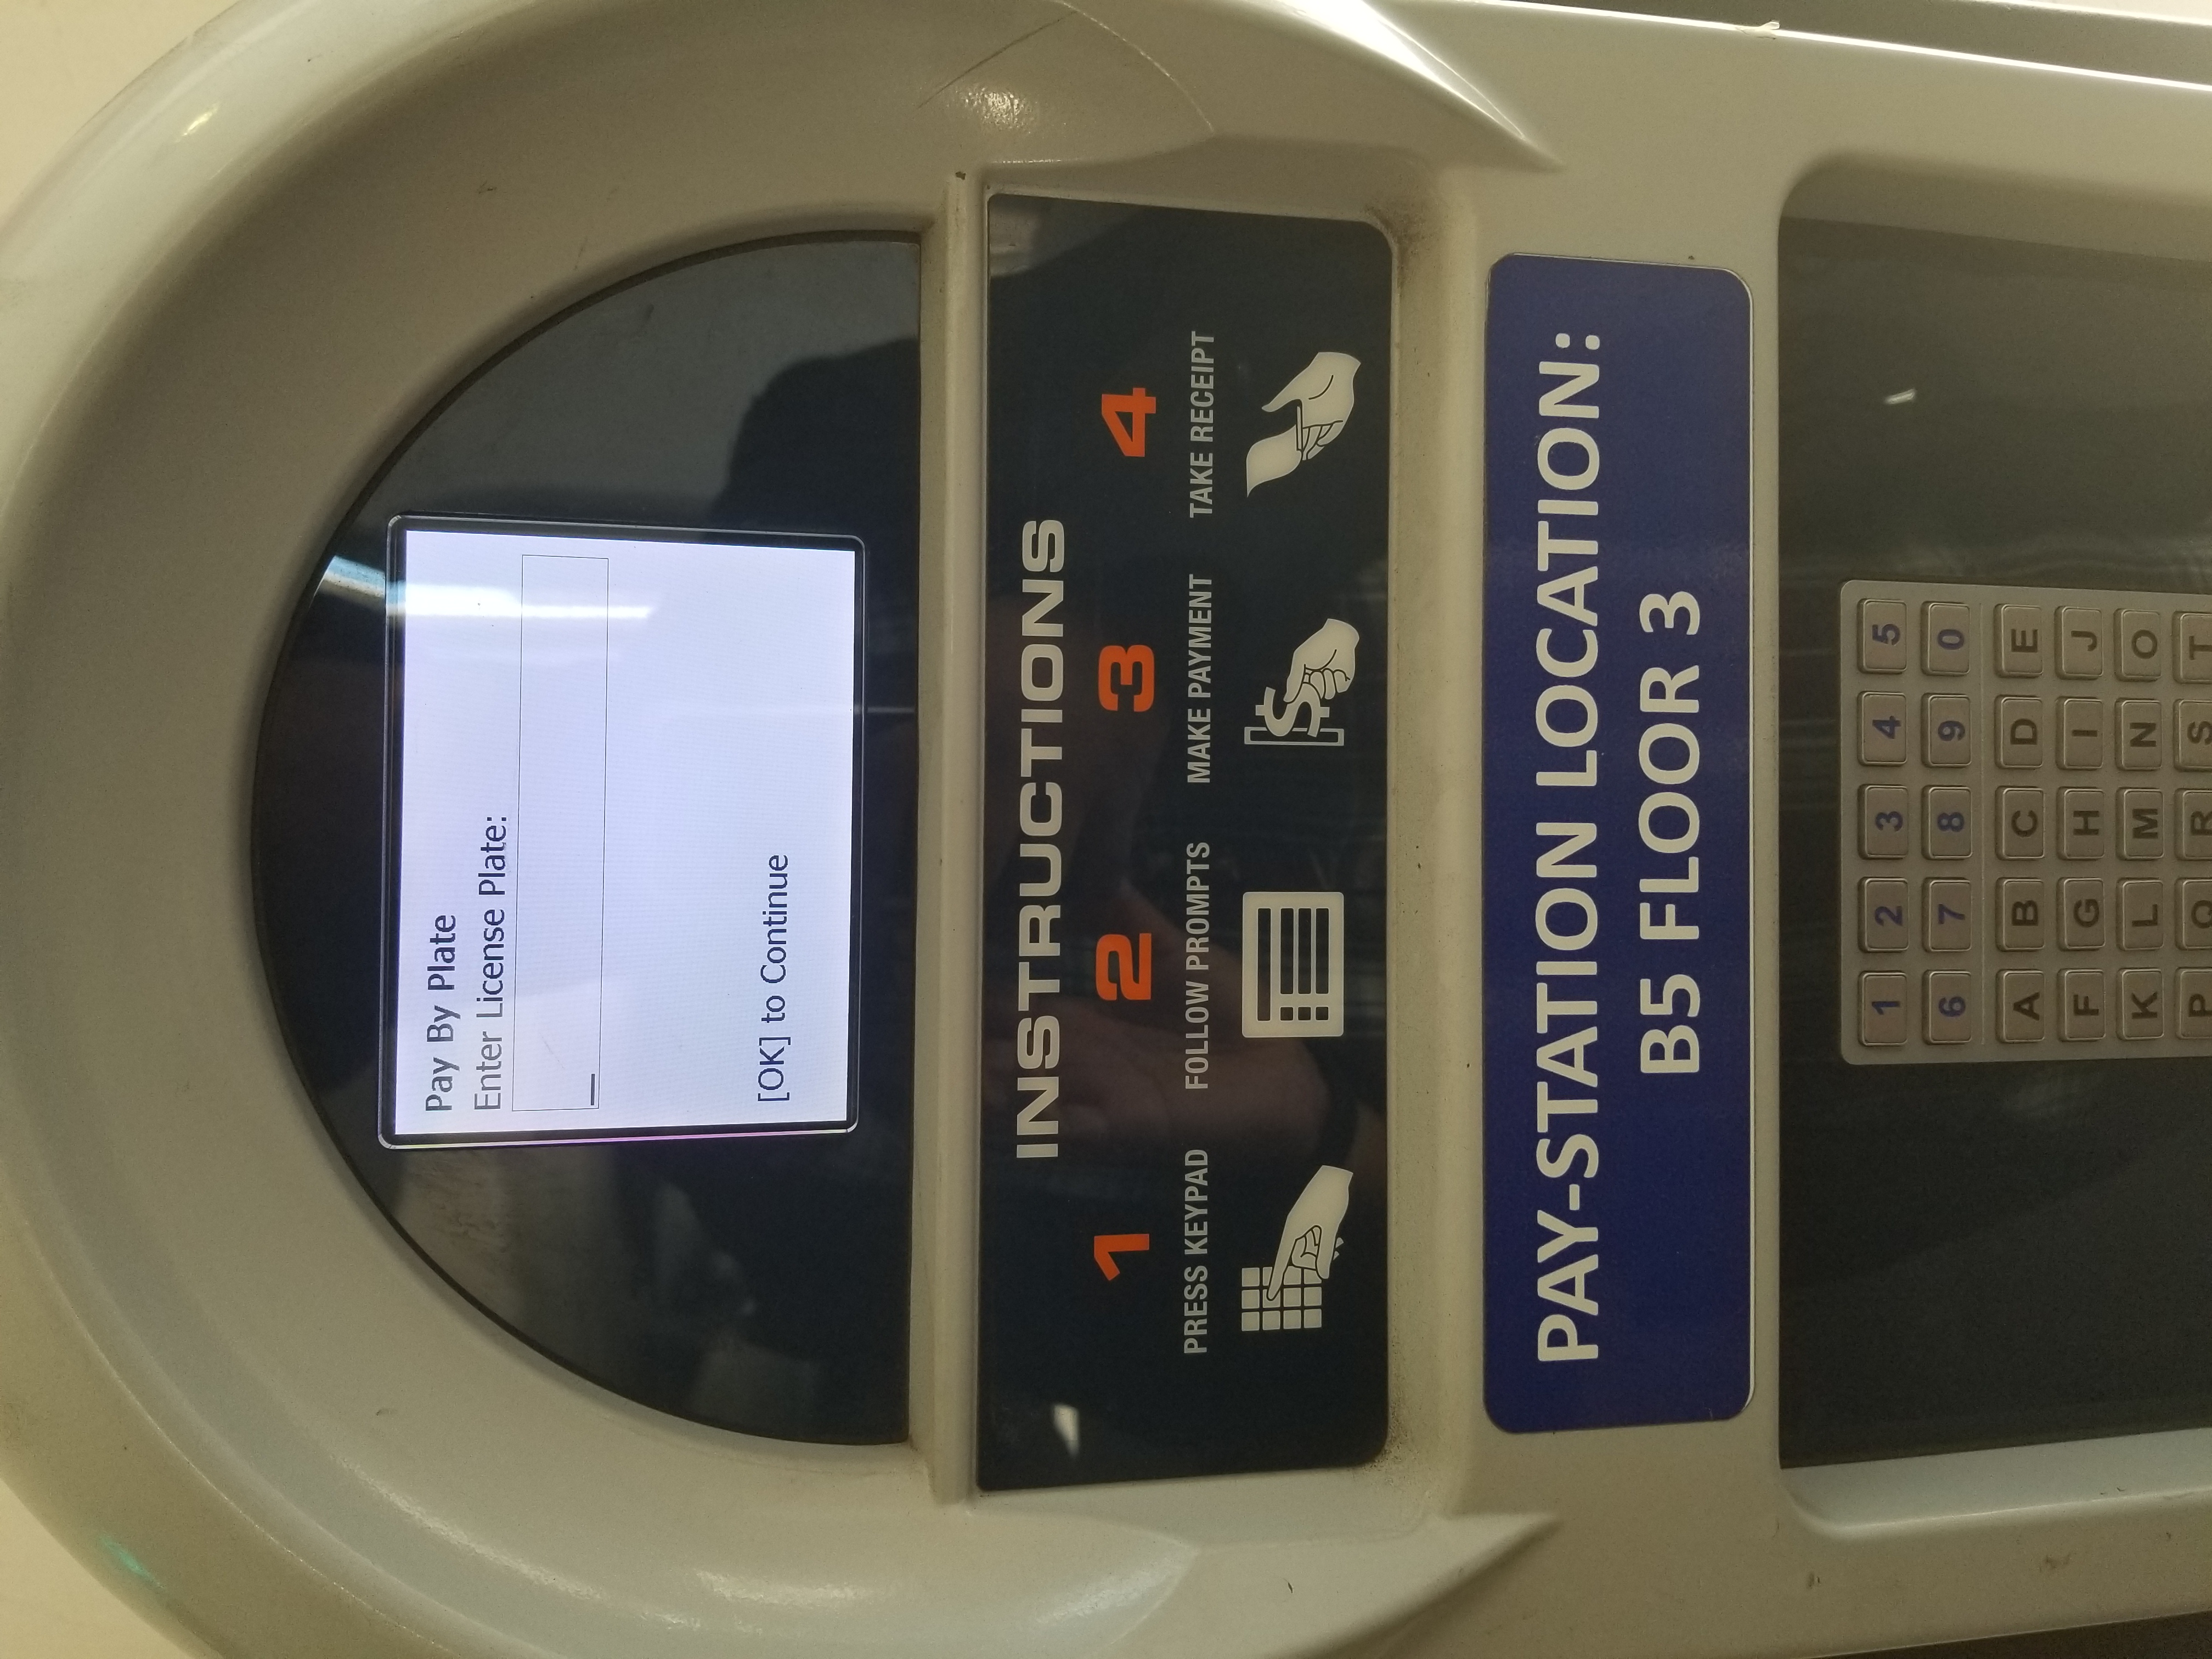 Pay By Plate
Enter License Plate:
[OK] to Continue
INSTRUCTIONS
1 2 3 4
PRESS KEYPAD FOLLOW PROMPTS MAKE PAYMENT TAKE RECEIPT
$
PAY-STATION LOCATION:
B5 FLOOR 3
1 2 3 4 5
6 7 8 9 0
A B C D E
F G H I J
K L M N O
P Q R S T